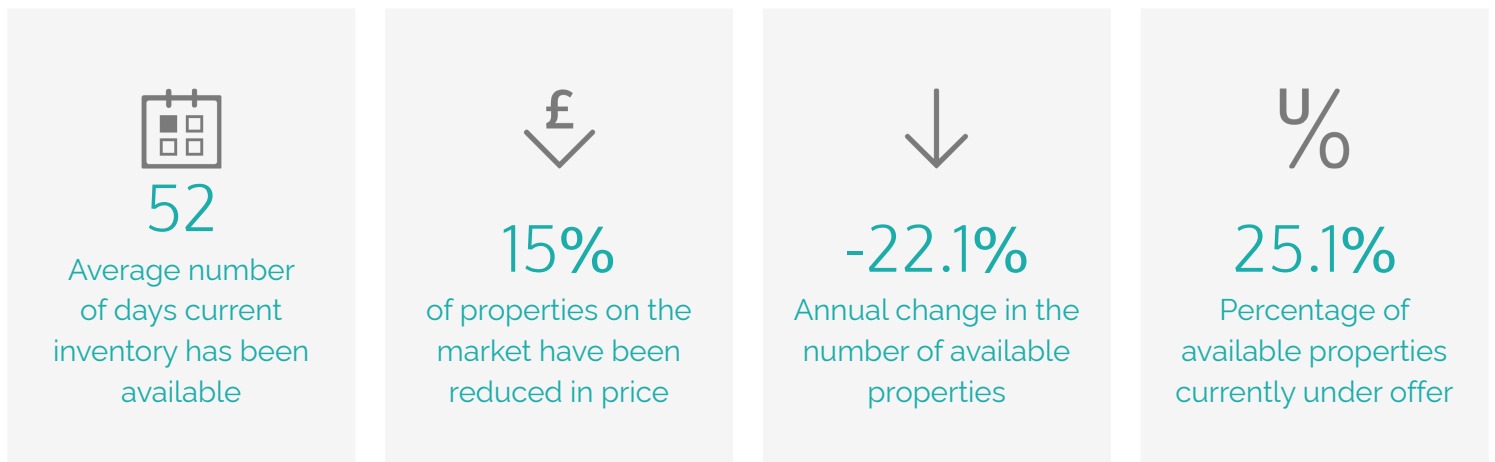 52
Average number
of days current
inventory has been
available
£
15%
of properties on the
market have been
reduced in price
-22.1%
Annual change in the
number of available
properties
U%
25.1%
Percentage of
available properties
currently under offer